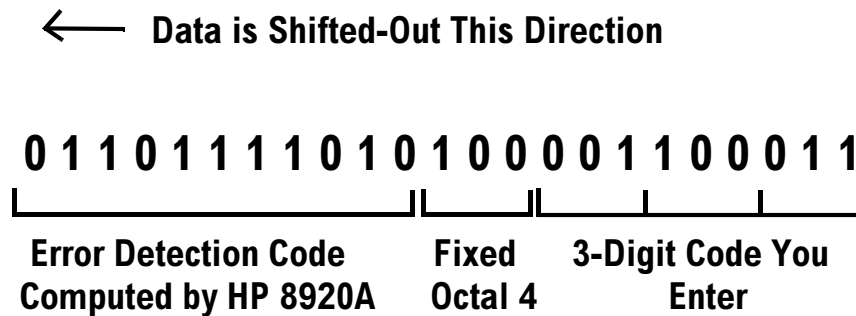 Data is Shifted-Out This Direction
0 1 1 0 1 1 1 1 0 1 0 1 0 0 0 0 1 1 0 0 0 1 1
Error Detection Code Fixed 3-Digit Code You
Computed by HP 8920A Octal 4 Enter